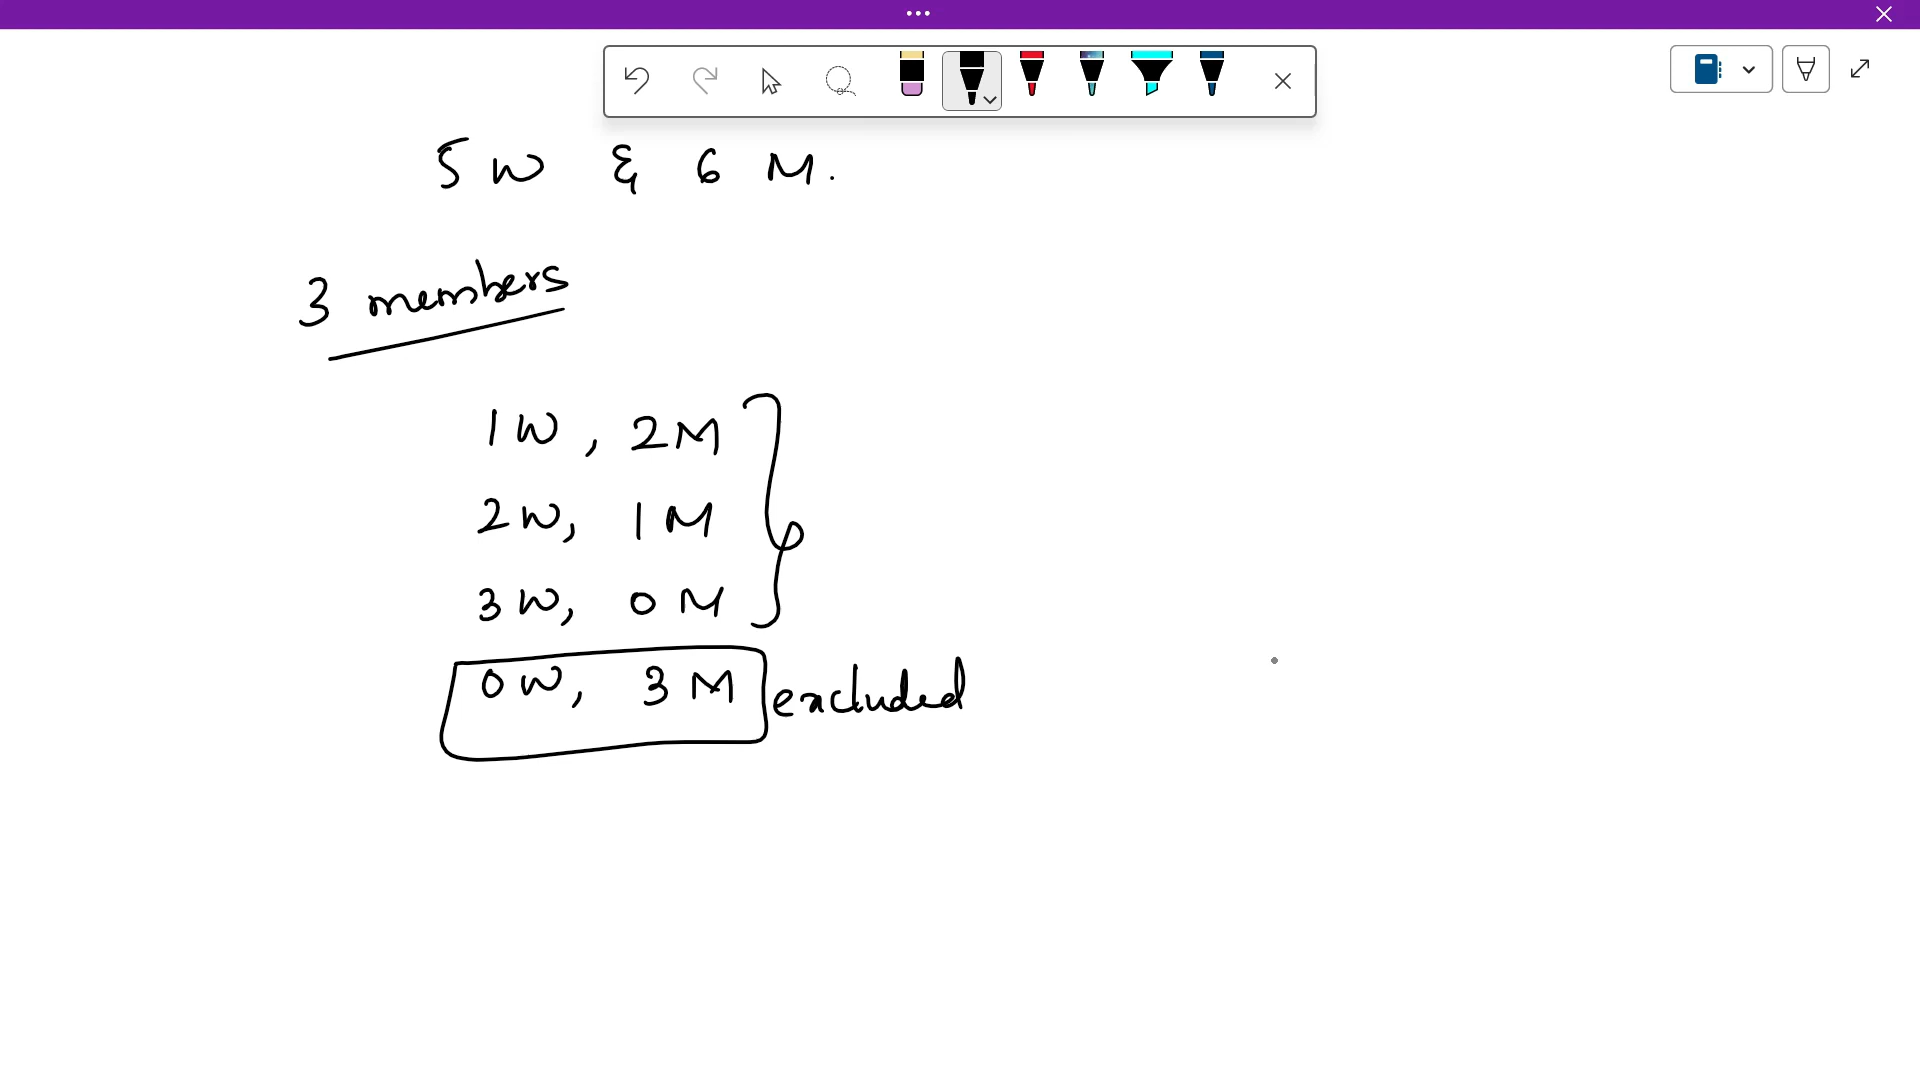 5 W & 6 M.
3 members
1 W, 2 M
2 W, 1 M
3 W, 0 M
0 W, 3 M excluded